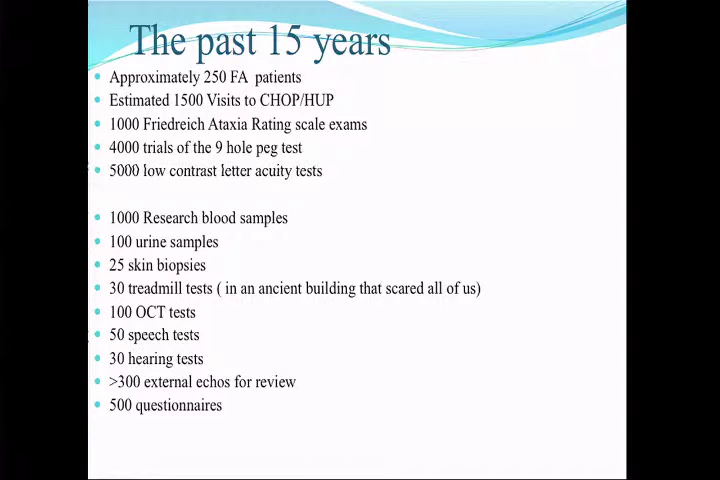 The past 15 years
Approximately 250 FA patients
Estimated 1500 Visits to CHOP/HUP
1000 Friedreich Ataxia Rating scale exams
4000 trials of the 9 hole peg test
5000 low contrast letter acuity tests
1000 Research blood samples
100 urine samples
25 skin biopsies
30 treadmill tests ( in an ancient building that scared all of us)
100 OCT tests
50 speech tests
30 hearing tests
>300 external echos for review
500 questionnaires